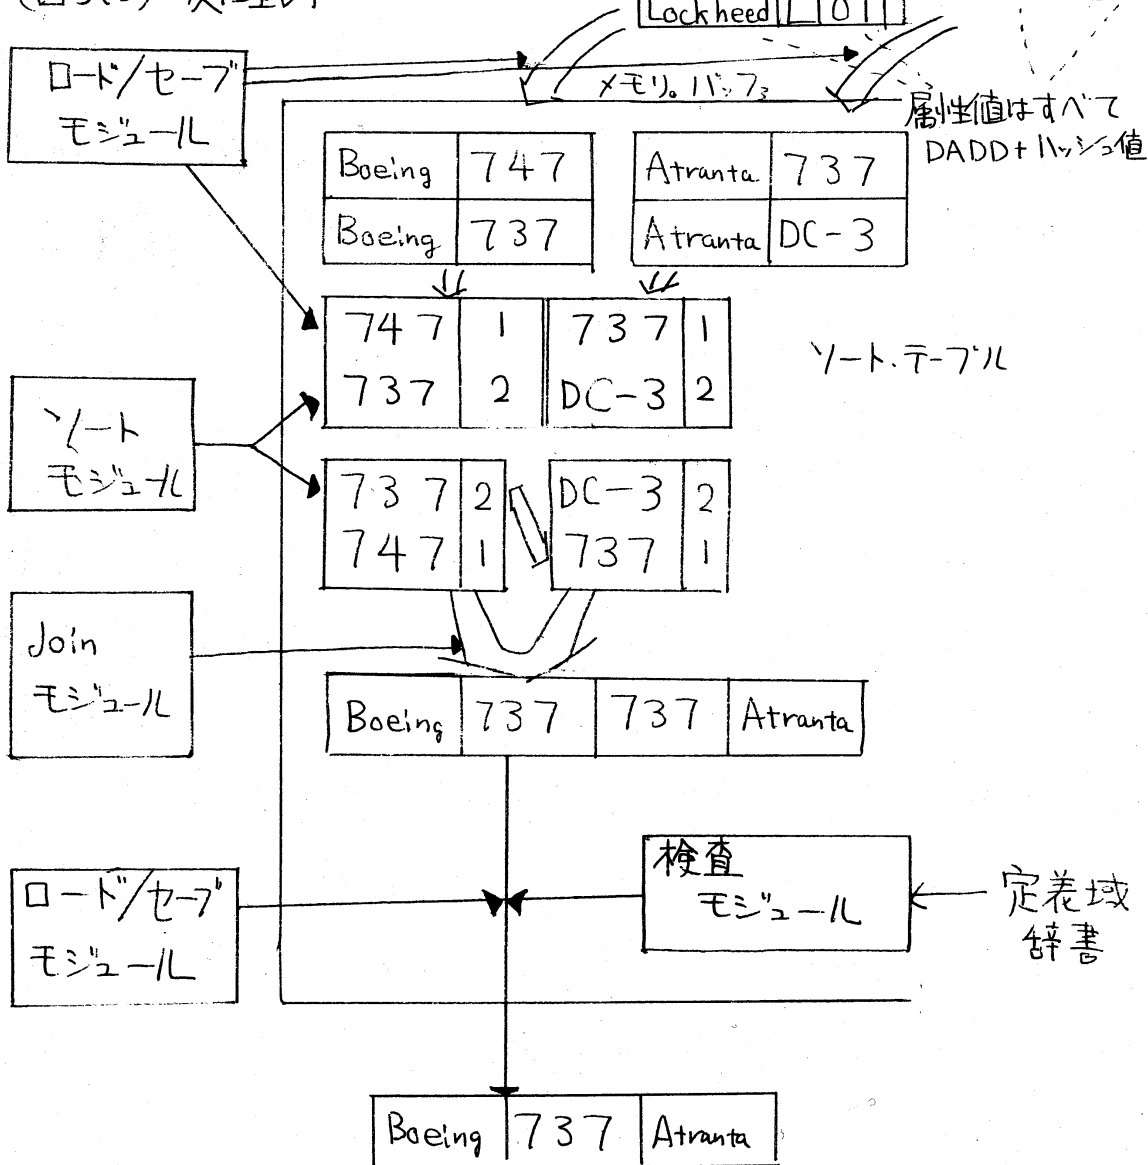 Lockheed L011
ロード/セーブ
モジュール
メモリ。バッファ
属性値はすべて
DADD+ハッシュ値
Boeing 747
Boeing 737
Atranta 737
Atranta DC-3
747 1 737 1
737 2 DC-3 2
ソート.テーブル
ソート
モジュール
737 2 DC-3 2
747 1 737 1
Join
モジュール
Boeing 737 737 Atranta
ロード/セーブ
モジュール
検査
モジュール
定義域
辞書
Boeing 737 Atranta